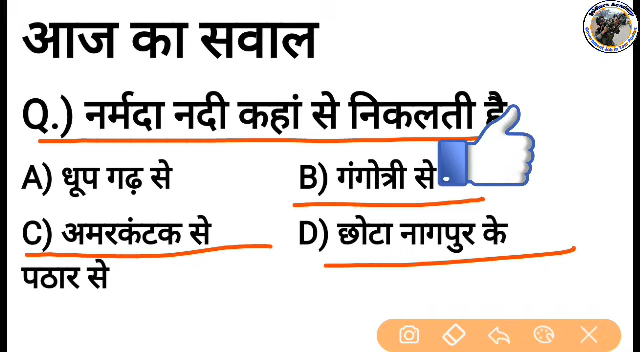 आज का सवाल
Q.) नर्मदा नदी कहां से निकलती है
A) धूप गढ़ से B) गंगोत्री से
C) अमरकंटक से D) छोटा नागपुर के
पठार से